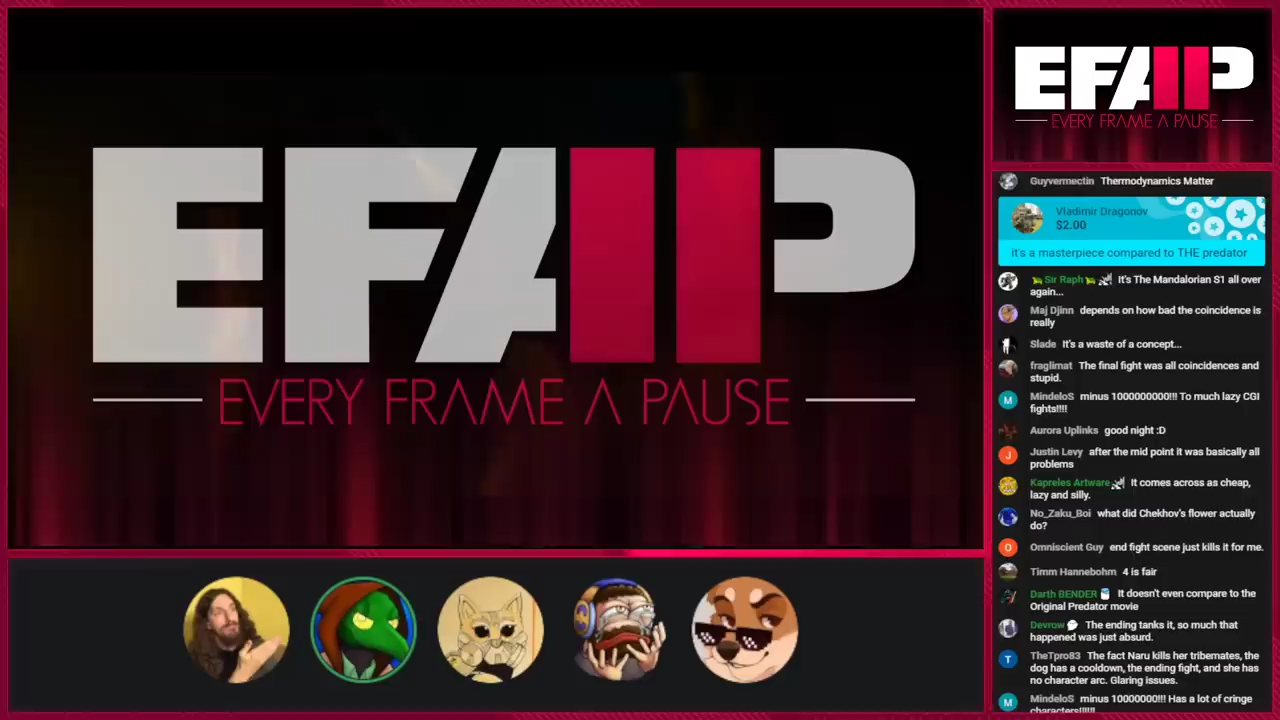 EFAP
EVERY FRAME A PAUSE
EFAP
EVERY FRAME A PAUSE
Guyvermectin Thermodynamics Matter
Vladimir Dragonov
$2.00
it's a masterpiece compared to THE predator
Sir Raph It's The Mandalorian S1 all over
again...
Maj Djinn depends on how bad the coincidence is
really
Slade It's a waste of a concept...
fraglimat The final fight was all coincidences and
stupid.
MindeloS minus 1000000000!!! To much lazy CGI
fights!!!!
Aurora Uplinks good night :D
Justin Levy after the mid point it was basically all
problems
Kapreles Artware It comes across as cheap,
lazy and silly.
No_Zaku_Boi what did Chekhov's flower actually
do?
Omniscient Guy end fight scene just kills it for me.
Timm Hannebohm 4 is fair
Darth BENDER It doesn't even compare to the
Original Predator movie
Devrow The ending tanks it, so much that
happened was just absurd.
TheTpro83 The fact Naru kills her tribemates, the
dog has a cooldown, the ending fight, and she has
no character arc. Glaring issues.
MindeloS minus 10000000!!! Has a lot of cringe
characters!!!!!!